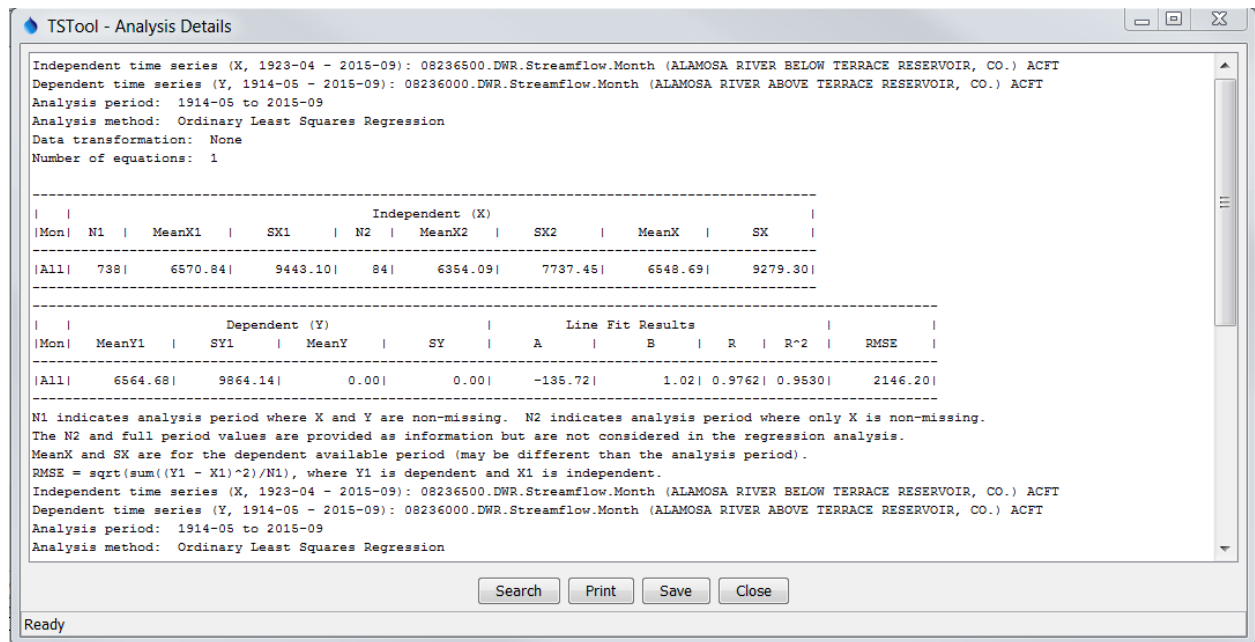 TSTool - Analysis Details
Independent time series (X, 1923-04 - 2015-09): 08236500.DWR.Streamflow.Month (ALAMOSA RIVER BELOW TERRACE RESERVOIR, CO.) ACFT
Dependent time series (Y, 1914-05 - 2015-09): 08236000.DWR.Streamflow.Month (ALAMOSA RIVER ABOVE TERRACE RESERVOIR, CO.) ACFT
Analysis period:  1914-05 to 2015-09
Analysis method:  Ordinary Least Squares Regression
Data transformation:  None
Number of equations:  1
--------------------------------------------------------------------------------------------------
|   |                                     Independent (X)                                        |
|Mon|  N1  |   MeanX1   |    SX1     |  N2  |   MeanX2   |    SX2     |    MeanX   |     SX     |
--------------------------------------------------------------------------------------------------
|All|   738|     6570.84|     9443.10|    84|     6354.09|     7737.45|     6548.69|     9279.30|
--------------------------------------------------------------------------------------------------
-----------------------------------------------------------------------------------------------------------------
|   |                   Dependent (Y)                   |         Line Fit Results                |            |
|Mon|   MeanY1   |    SY1     |   MeanY    |     SY     |     A      |      B     |   R   |  R^2  |    RMSE    |
-----------------------------------------------------------------------------------------------------------------
|All|     6564.68|     9864.14|        0.00|        0.00|     -135.72|        1.02| 0.9762| 0.9530|     2146.20|
-----------------------------------------------------------------------------------------------------------------
N1 indicates analysis period where X and Y are non-missing.  N2 indicates analysis period where only X is non-missing.
The N2 and full period values are provided as information but are not considered in the regression analysis.
MeanX and SX are for the dependent available period (may be different than the analysis period).
RMSE = sqrt(sum((Y1 - X1)^2)/N1), where Y1 is dependent and X1 is independent.
Independent time series (X, 1923-04 - 2015-09): 08236500.DWR.Streamflow.Month (ALAMOSA RIVER BELOW TERRACE RESERVOIR, CO.) ACFT
Dependent time series (Y, 1914-05 - 2015-09): 08236000.DWR.Streamflow.Month (ALAMOSA RIVER ABOVE TERRACE RESERVOIR, CO.) ACFT
Analysis period:  1914-05 to 2015-09
Analysis method:  Ordinary Least Squares Regression
Search Print Save Close
Ready